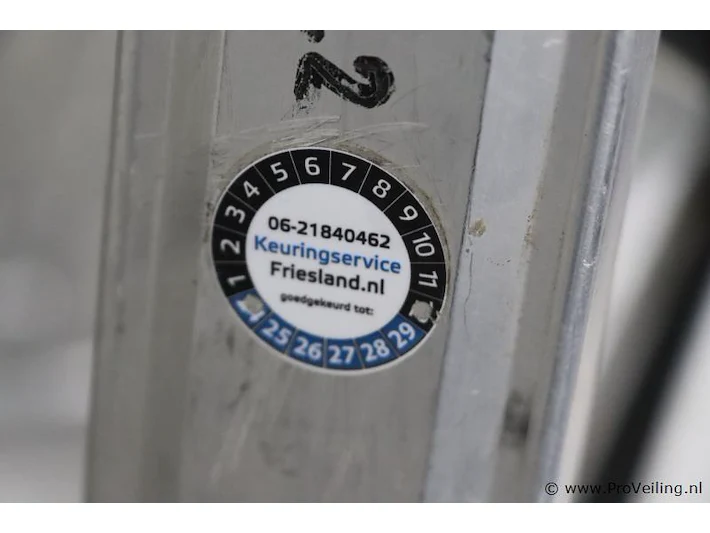 2
1 2 3 4 5 6 7 8 9 10 11
06-21840462
Keuringservice
Friesland.nl
goedgekeurd tot:
25 26 27 28 29
© www.ProVeiling.nl